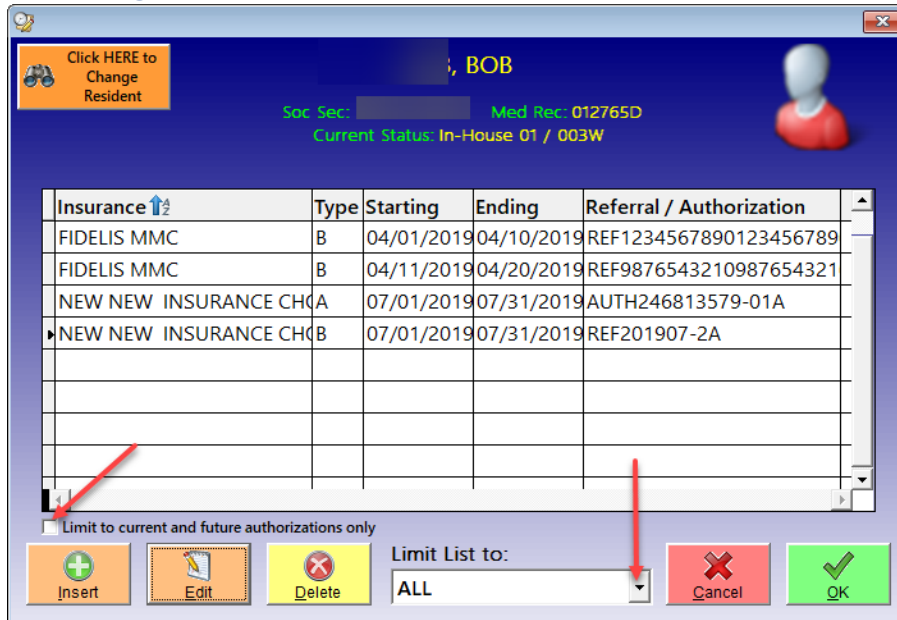 Click HERE to
Change
Resident
, BOB
Soc Sec: Med Rec: 012765D
Current Status: In-House 01 / 003W
Insurance Type Starting Ending Referral / Authorization
FIDELIS MMC B 04/01/2019 04/10/2019 REF1234567890123456789
FIDELIS MMC B 04/11/2019 04/20/2019 REF9876543210987654321
NEW NEW INSURANCE CHO A 07/01/2019 07/31/2019 AUTH246813579-01A
NEW NEW INSURANCE CHO B 07/01/2019 07/31/2019 REF201907-2A
Limit to current and future authorizations only
Insert Edit Delete Limit List to: ALL Cancel OK